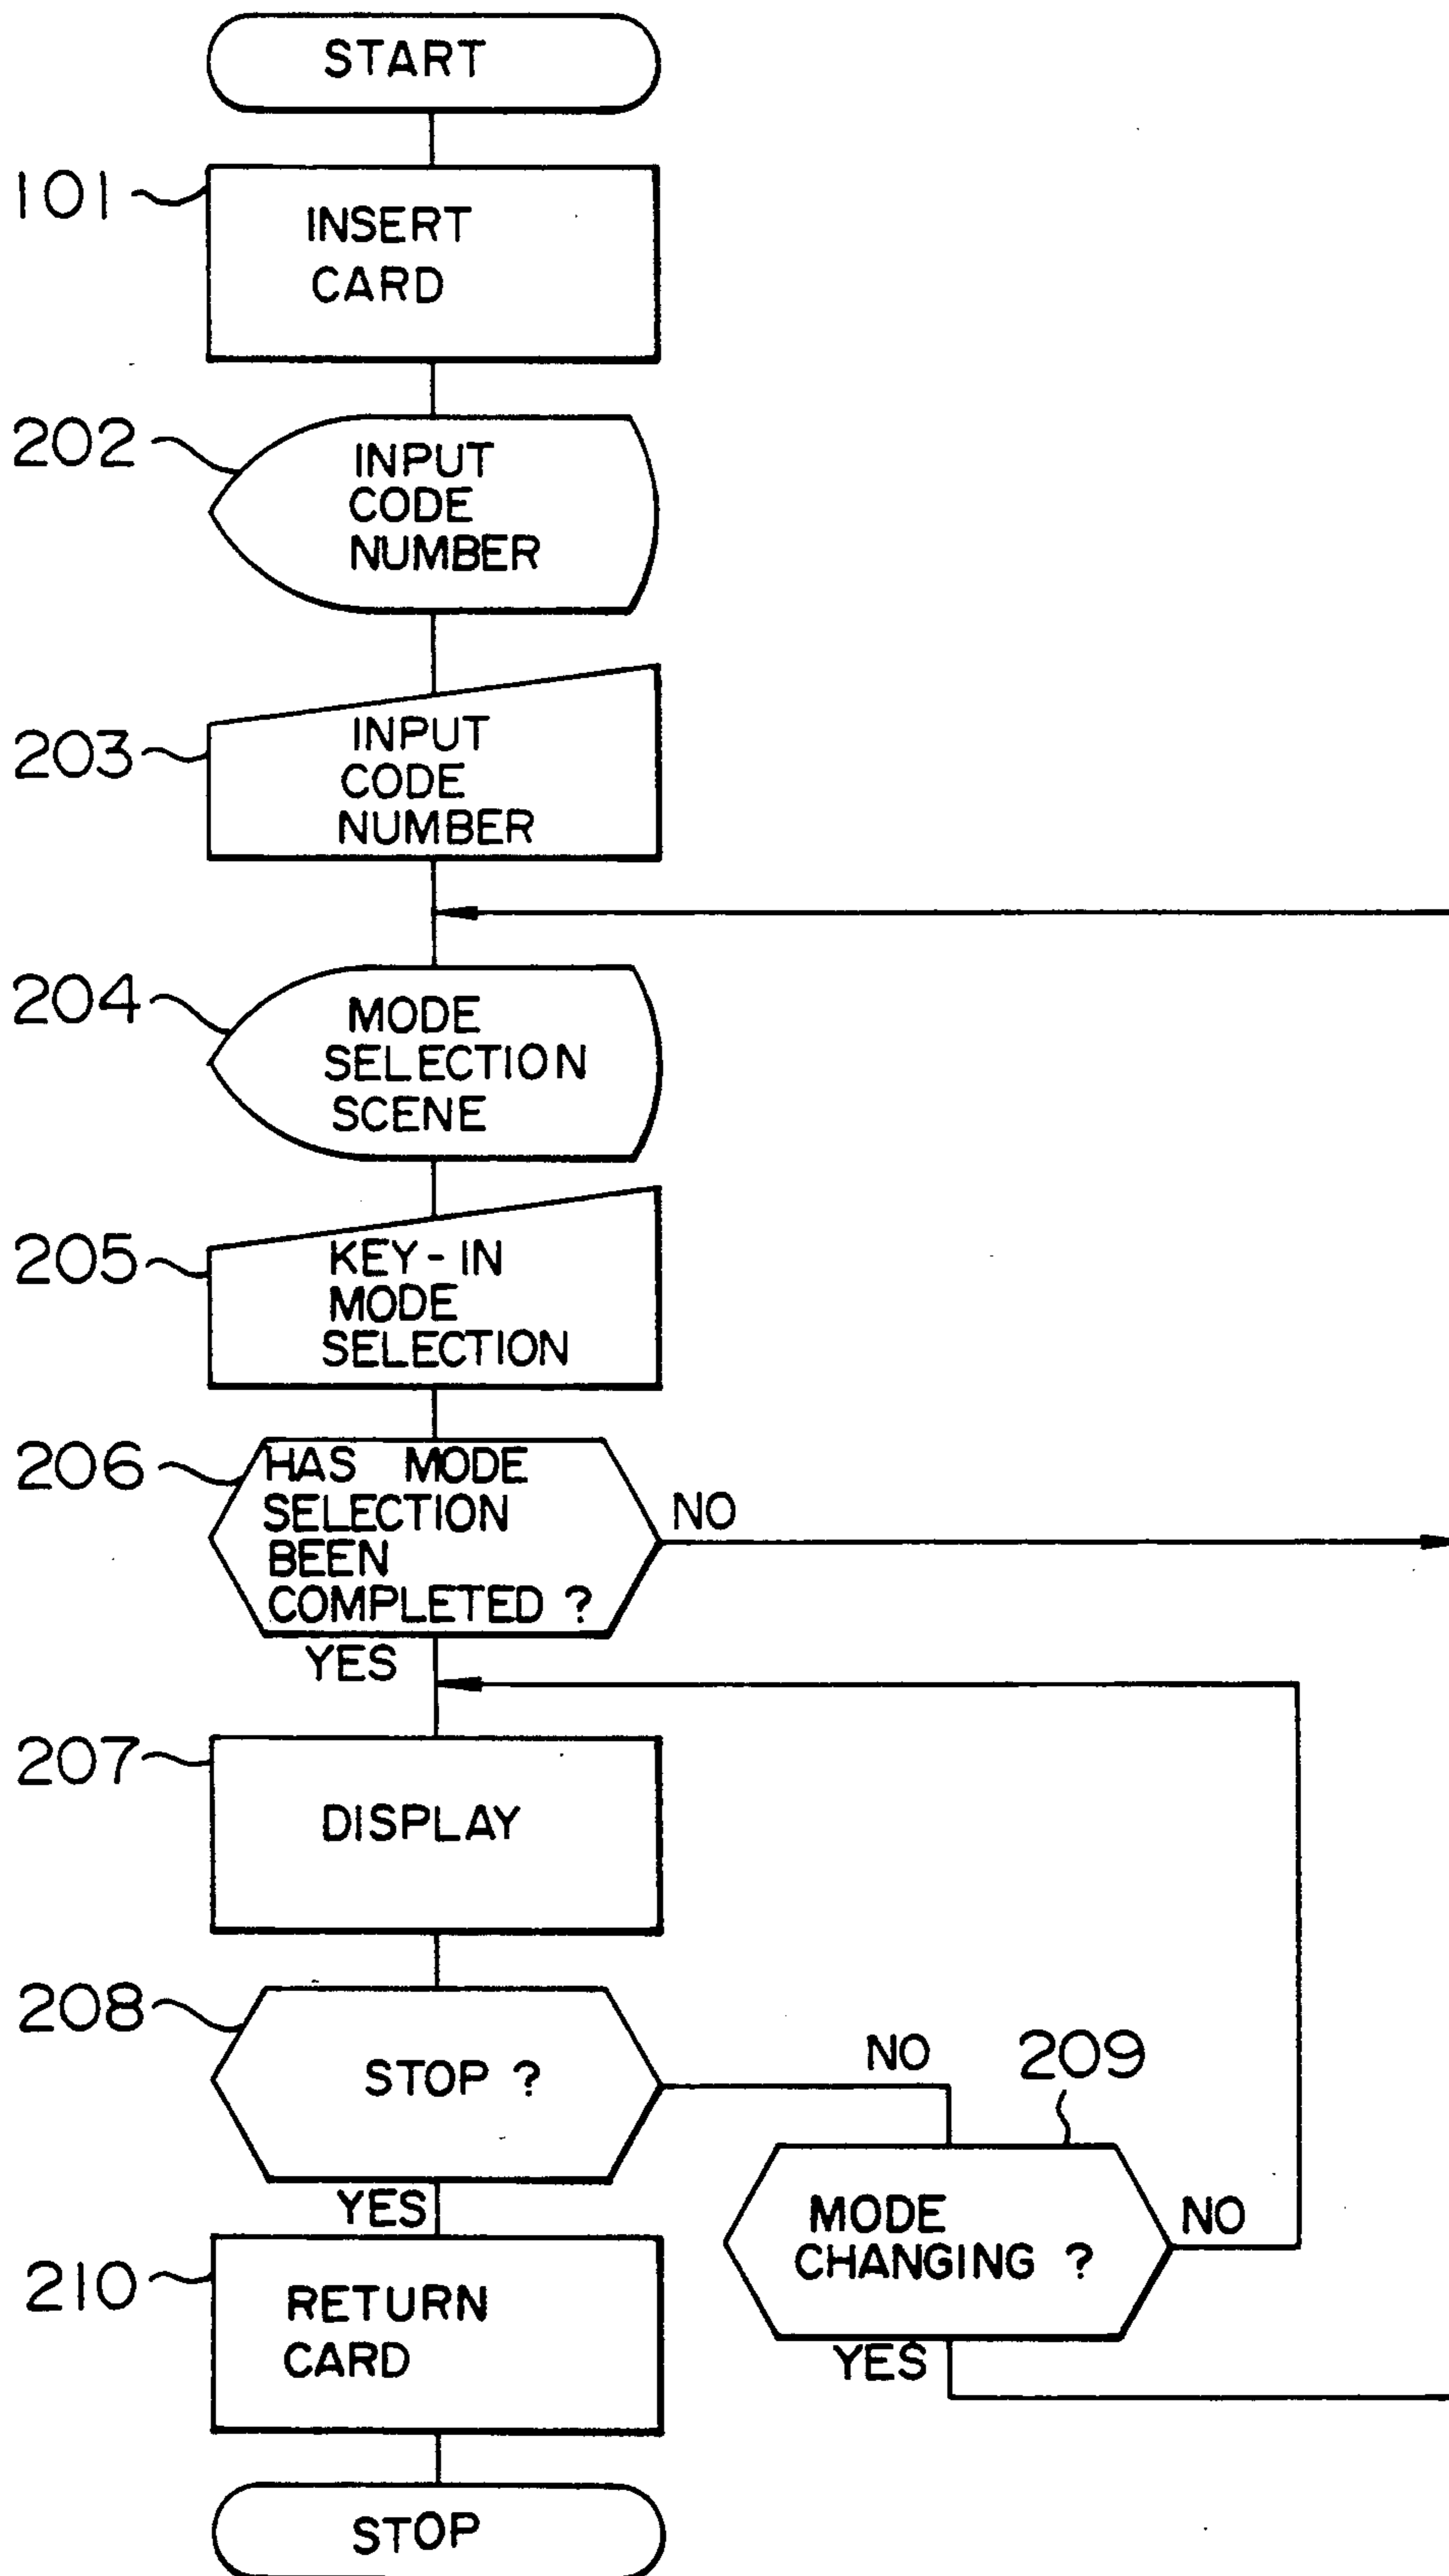 START
101
INSERT
CARD
202
INPUT
CODE
NUMBER
203
INPUT
CODE
NUMBER
204
MODE
SELECTION
SCENE
205
KEY-IN
MODE
SELECTION
206
HAS MODE
SELECTION
BEEN
COMPLETED ?
NO
YES
207
DISPLAY
208
STOP ?
NO
209
MODE
CHANGING ?
NO
YES
YES
210
RETURN
CARD
STOP